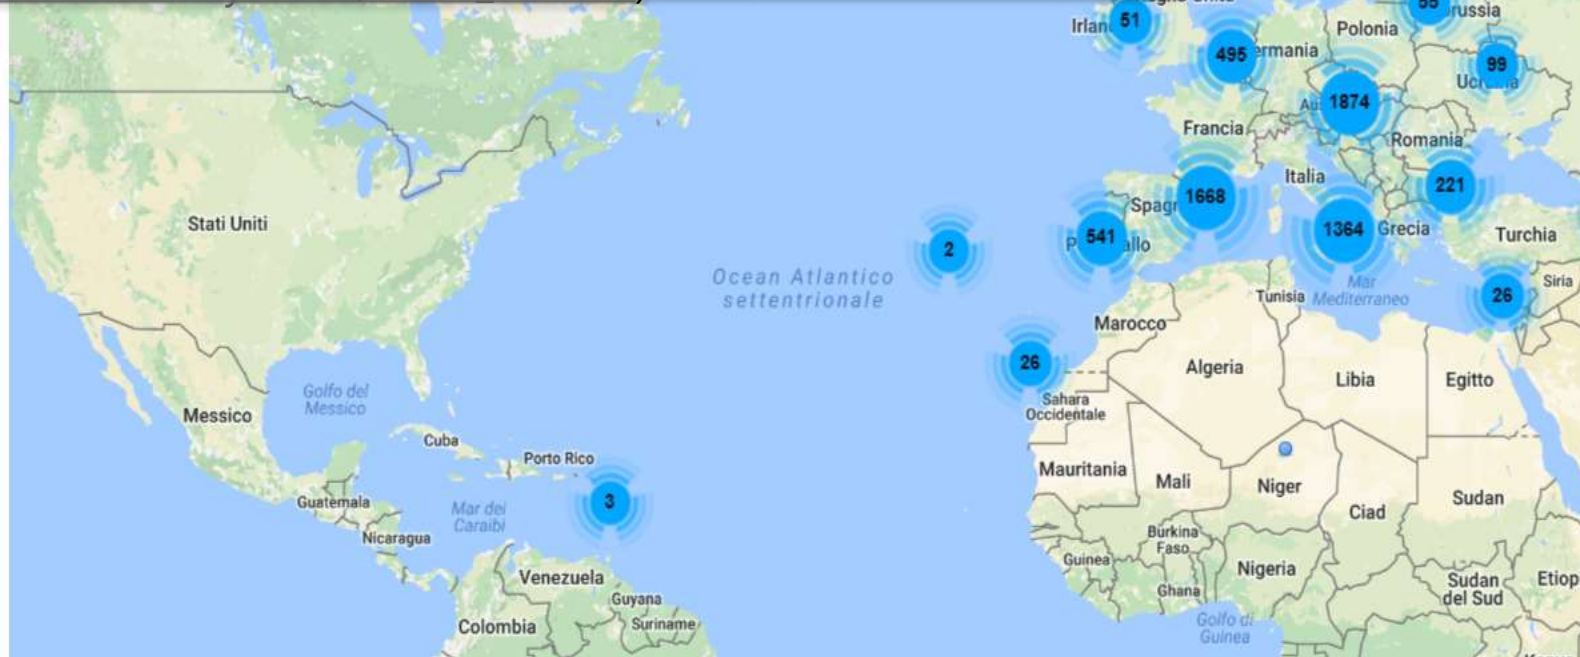 51
55
Polonia
495
99
1874
Francia
Romania
Italia
221
1668
Stati Uniti
541
1364
Grecia
Turchia
2
Ocean Atlantico
settentrionale
Mar
Mediterraneo
Tunisia
26
Siria
Marocco
26
Algeria
Libia
Egitto
Golfo del
Messico
Messico
Sahara
Occidentale
Cuba
Porto Rico
Mauritania
Mali
Niger
Sudan
3
Guatemala
Mar dei
Caraibi
Ciad
Nicaragua
Burkina
Faso
Guinea
Nigeria
Venezuela
Ghana
Sudan
del Sud
Etiop
Guyana
Colombia
Suriname
Golfo di
Guinea